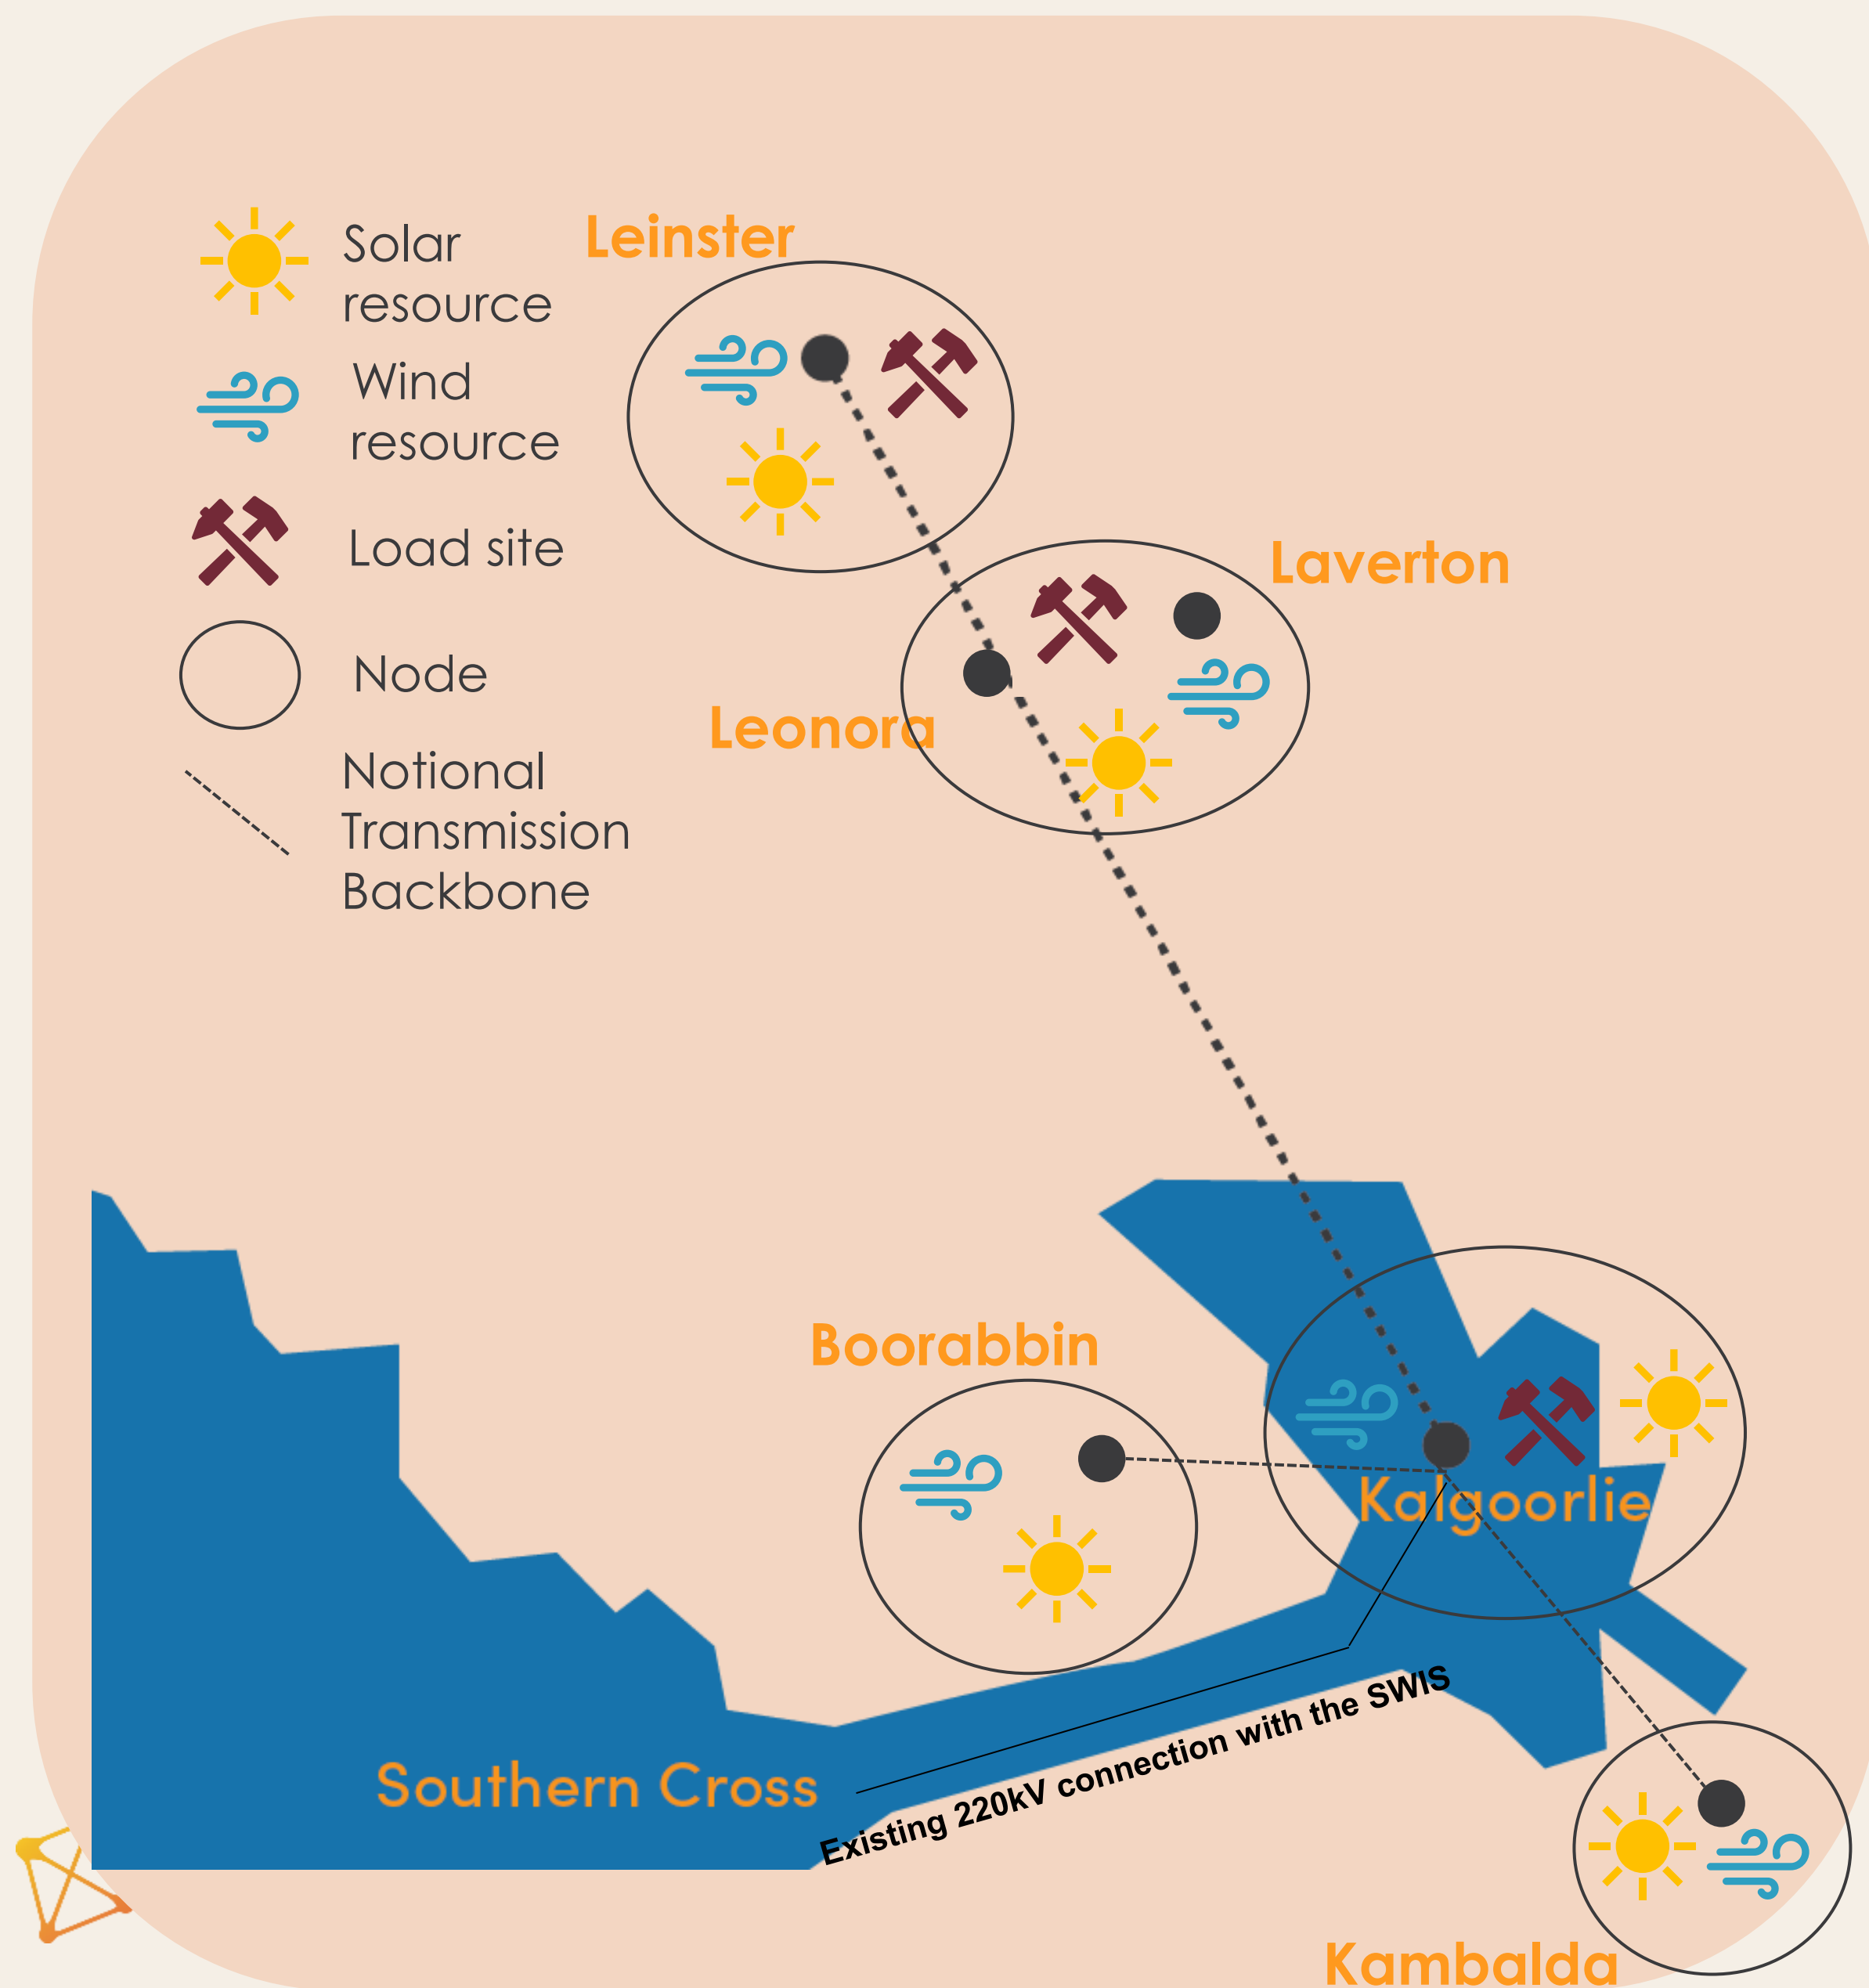 Solar
resource
Wind
resource
Load site
Node
Notional
Transmission
Backbone
Leinster
Laverton
Leonora
Boorabbin
Kalgoorlie
Existing 220kV connection with the SWIS
Southern Cross
Kambalda